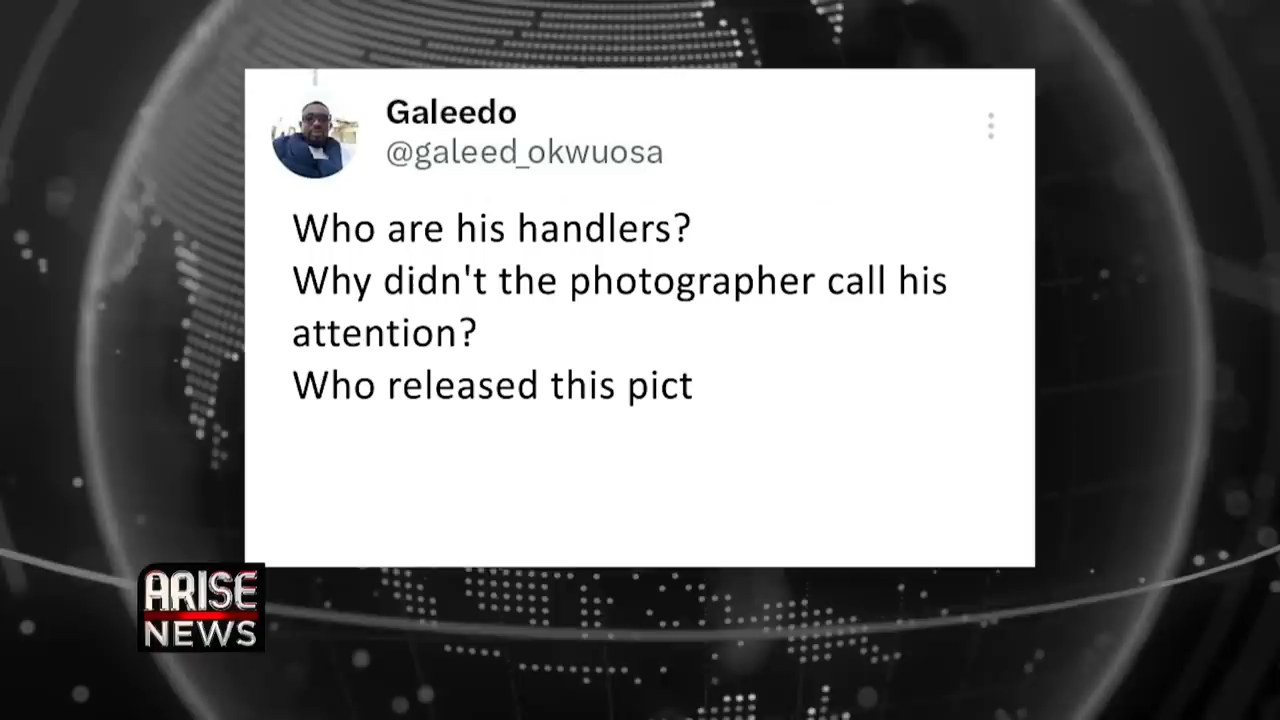 Galeedo
@galeed_okwuosa
Who are his handlers?
Why didn't the photographer call his
attention?
Who released this pict
ARISE
NEWS